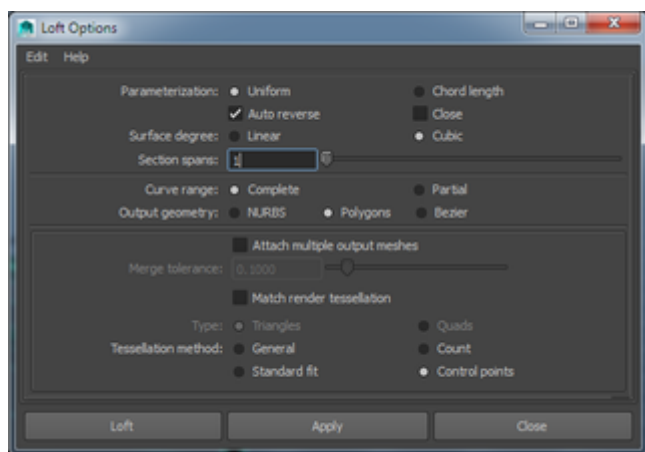 Loft Options
Edit Help
Parameterization: Uniform Chord length
Auto reverse Close
Surface degree: Linear Cubic
Section spans: 1
Curve range: Complete Partial
Output geometry: NURBS Polygons Bezier
Attach multiple output meshes
Merge tolerance: 0.1000
Match render tessellation
Type: Triangles Quads
Tessellation method: General Count
Standard fit Control points
Loft Apply Close